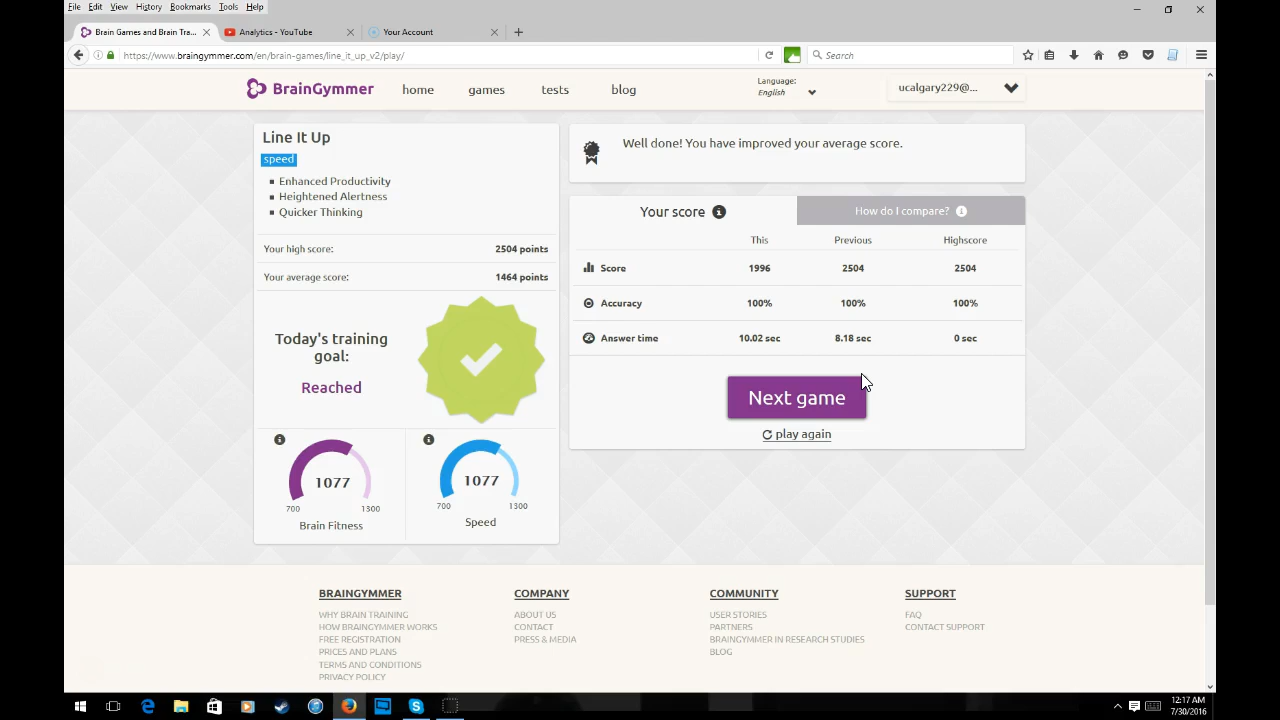 File Edit View History Bookmarks Tools Help
Brain Games and Brain Tra...
Analytics - YouTube
Your Account
https://www.braingymmer.com/en/brain-games/line_it_up_v2/play/
Search
BrainGymmer
home
games
tests
blog
Language:
English
ucalgary229@...
Line It Up
speed
Enhanced Productivity
Heightened Alertness
Quicker Thinking
Your high score: 2504 points
Your average score: 1464 points
Today's training
goal:
Reached
1077
700 1300
Brain Fitness
1077
700 1300
Speed
Well done! You have improved your average score.
Your score
How do I compare?
This Previous Highscore
Score 1996 2504 2504
Accuracy 100% 100% 100%
Answer time 10.02 sec 8.18 sec 0 sec
Next game
play again
BRAINGYMMER
WHY BRAIN TRAINING
HOW BRAINGYMMER WORKS
FREE REGISTRATION
PRICES AND PLANS
TERMS AND CONDITIONS
PRIVACY POLICY
COMPANY
ABOUT US
CONTACT
PRESS & MEDIA
COMMUNITY
USER STORIES
PARTNERS
BRAINGYMMER IN RESEARCH STUDIES
BLOG
SUPPORT
FAQ
CONTACT SUPPORT
12:17 AM
7/30/2016